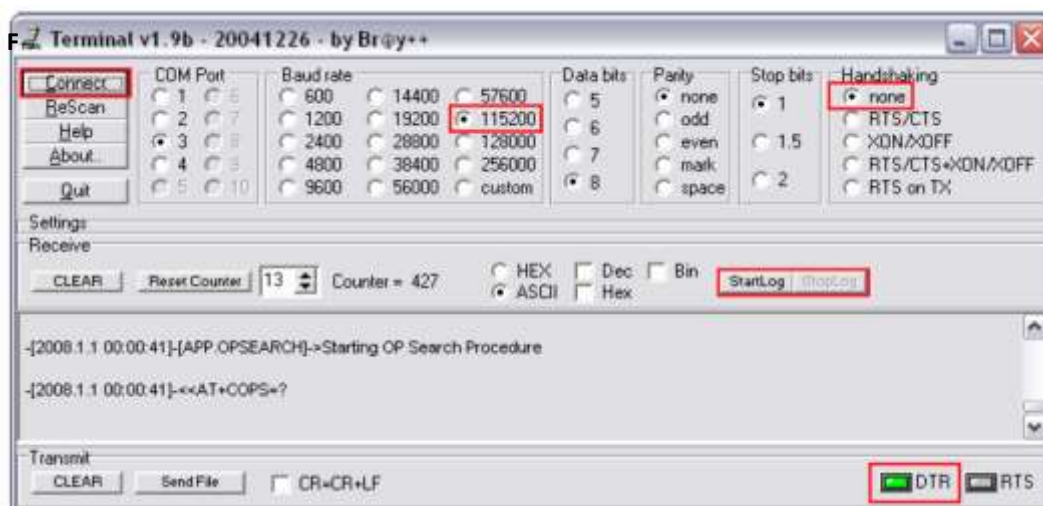 F Terminal v1.9b - 20041226 - by Br@y++
Connect
ReScan
Help
About..
Quit
COM Port
1 6
2 7
3 8
4 9
5 10
Baud rate
600 14400 57600
1200 19200 115200
2400 28800 128000
4800 38400 256000
9600 56000 custom
Data bits
5
6
7
8
Parity
none
odd
even
mark
space
Stop bits
1
1.5
2
Handshaking
none
RTS/CTS
XON/XOFF
RTS/CTS+XON/XOFF
RTS on TX
Settings
Receive
CLEAR Reset Counter 13 Counter = 427
HEX Dec Bin
ASCII Hex
StartLog StopLog
-[2008.1.1 00:00:41]-[APP.OPSEARCH]->Starting OP Search Procedure
-[2008.1.1 00:00:41]-<<AT+COPS=?
Transmit
CLEAR Send File CR=CR+LF DTR RTS